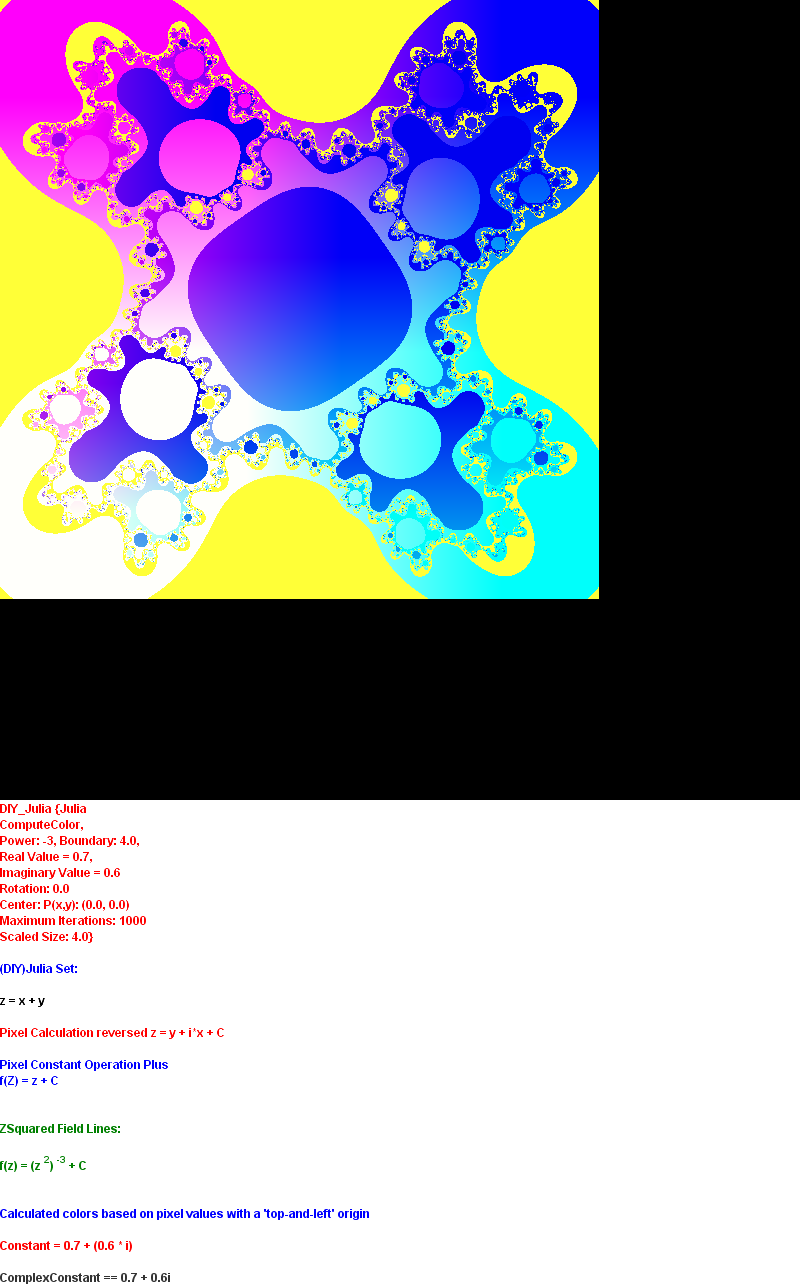 DIY_Julia {Julia
ComputeColor,
Power: -3, Boundary: 4.0,
Real Value = 0.7,
Imaginary Value = 0.6
Rotation: 0.0
Center: P(x,y): (0.0, 0.0)
Maximum Iterations: 1000
Scaled Size: 4.0}
(DIY)Julia Set:
z = x + y
Pixel Calculation reversed z = y + i*x + C
Pixel Constant Operation Plus
f(Z) = z + C
ZSquared Field Lines:
f(z) = (z ²) ⁻³ + C
Calculated colors based on pixel values with a 'top-and-left' origin
Constant = 0.7 + (0.6 * i)
ComplexConstant == 0.7 + 0.6i